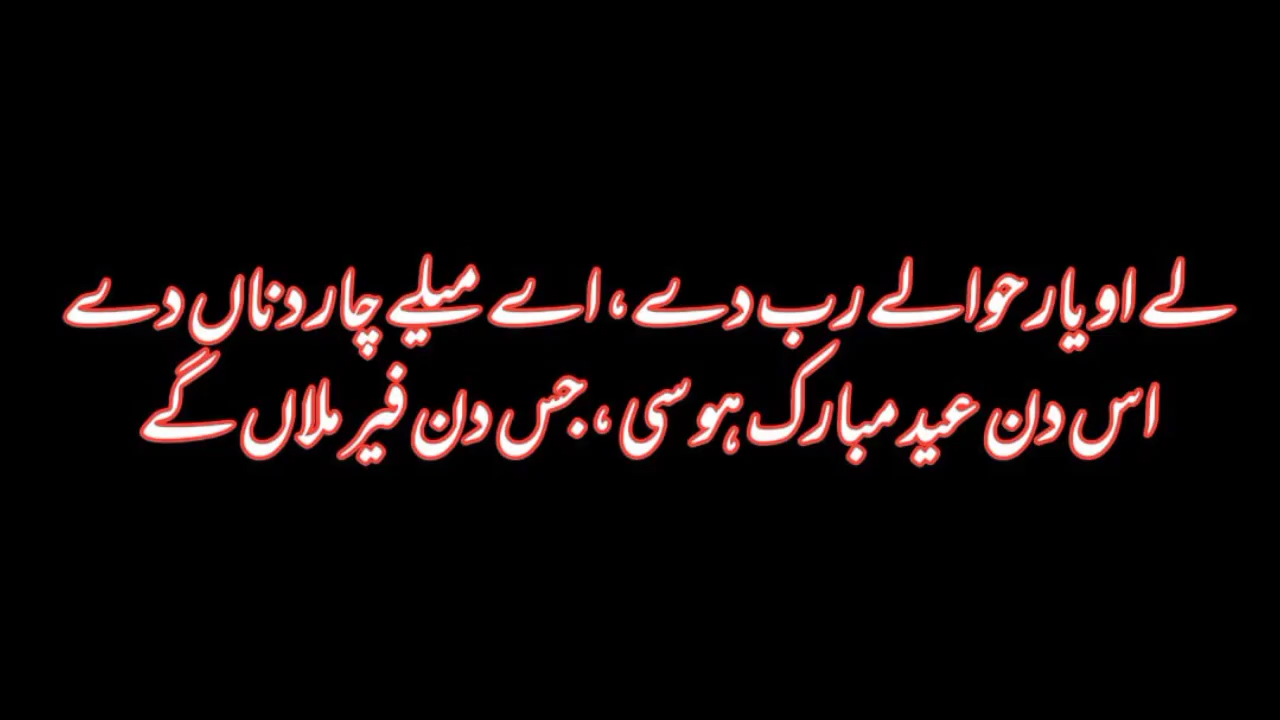 لے او یار حوالے رب دے ، اے میلے چار دناں دے
اس دن عید مبارک ہو سی ، جس دن فیر ملاں گے